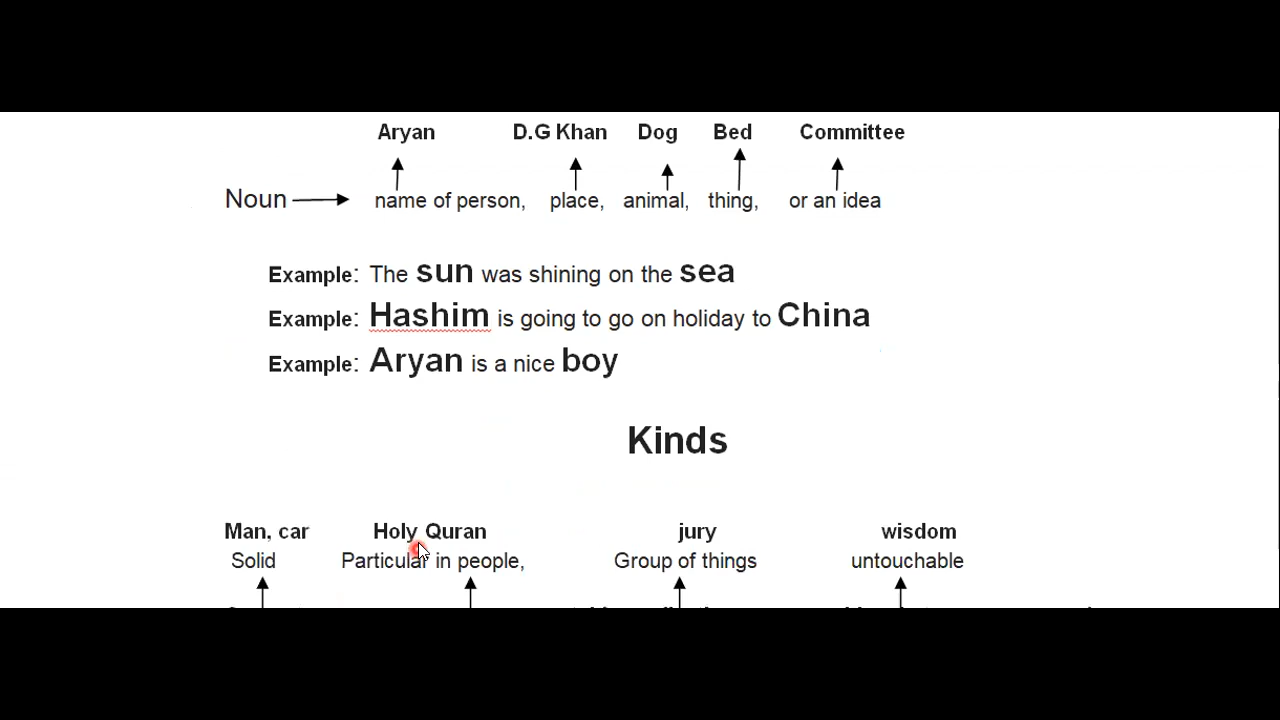 Aryan D.G Khan Dog Bed Committee
Noun name of person, place, animal, thing, or an idea
Example: The sun was shining on the sea
Example: Hashim is going to go on holiday to China
Example: Aryan is a nice boy
Kinds
Man, car Holy Quran jury wisdom
Solid Particular in people, Group of things untouchable